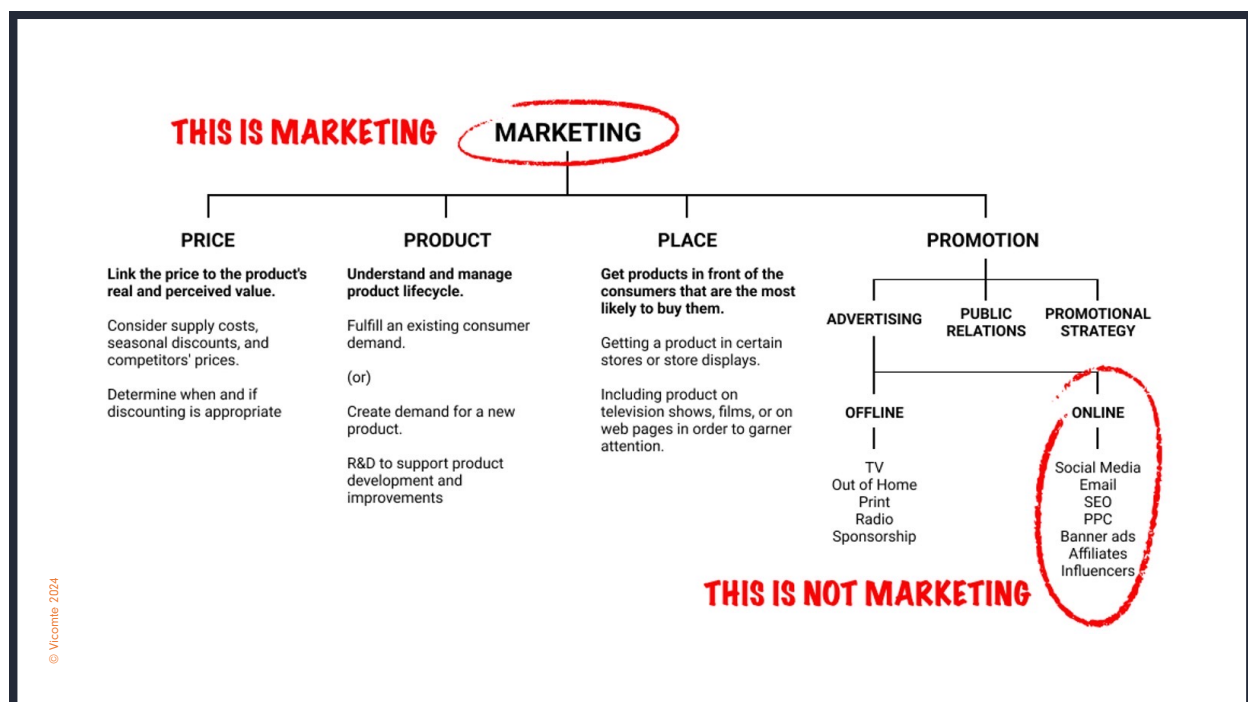 THIS IS MARKETING
MARKETING
PRICE
Link the price to the product's
real and perceived value.
Consider supply costs,
seasonal discounts, and
competitors' prices.
Determine when and if
discounting is appropriate
PRODUCT
Understand and manage
product lifecycle.
Fulfill an existing consumer
demand.
(or)
Create demand for a new
product.
R&D to support product
development and
improvements
PLACE
Get products in front of the
consumers that are the most
likely to buy them.
Getting a product in certain
stores or store displays.
Including product on
television shows, films, or on
web pages in order to garner
attention.
PROMOTION
ADVERTISING
PUBLIC
RELATIONS
PROMOTIONAL
STRATEGY
OFFLINE
TV
Out of Home
Print
Radio
Sponsorship
ONLINE
Social Media
Email
SEO
PPC
Banner ads
Affiliates
Influencers
THIS IS NOT MARKETING
© Vicomte 2024